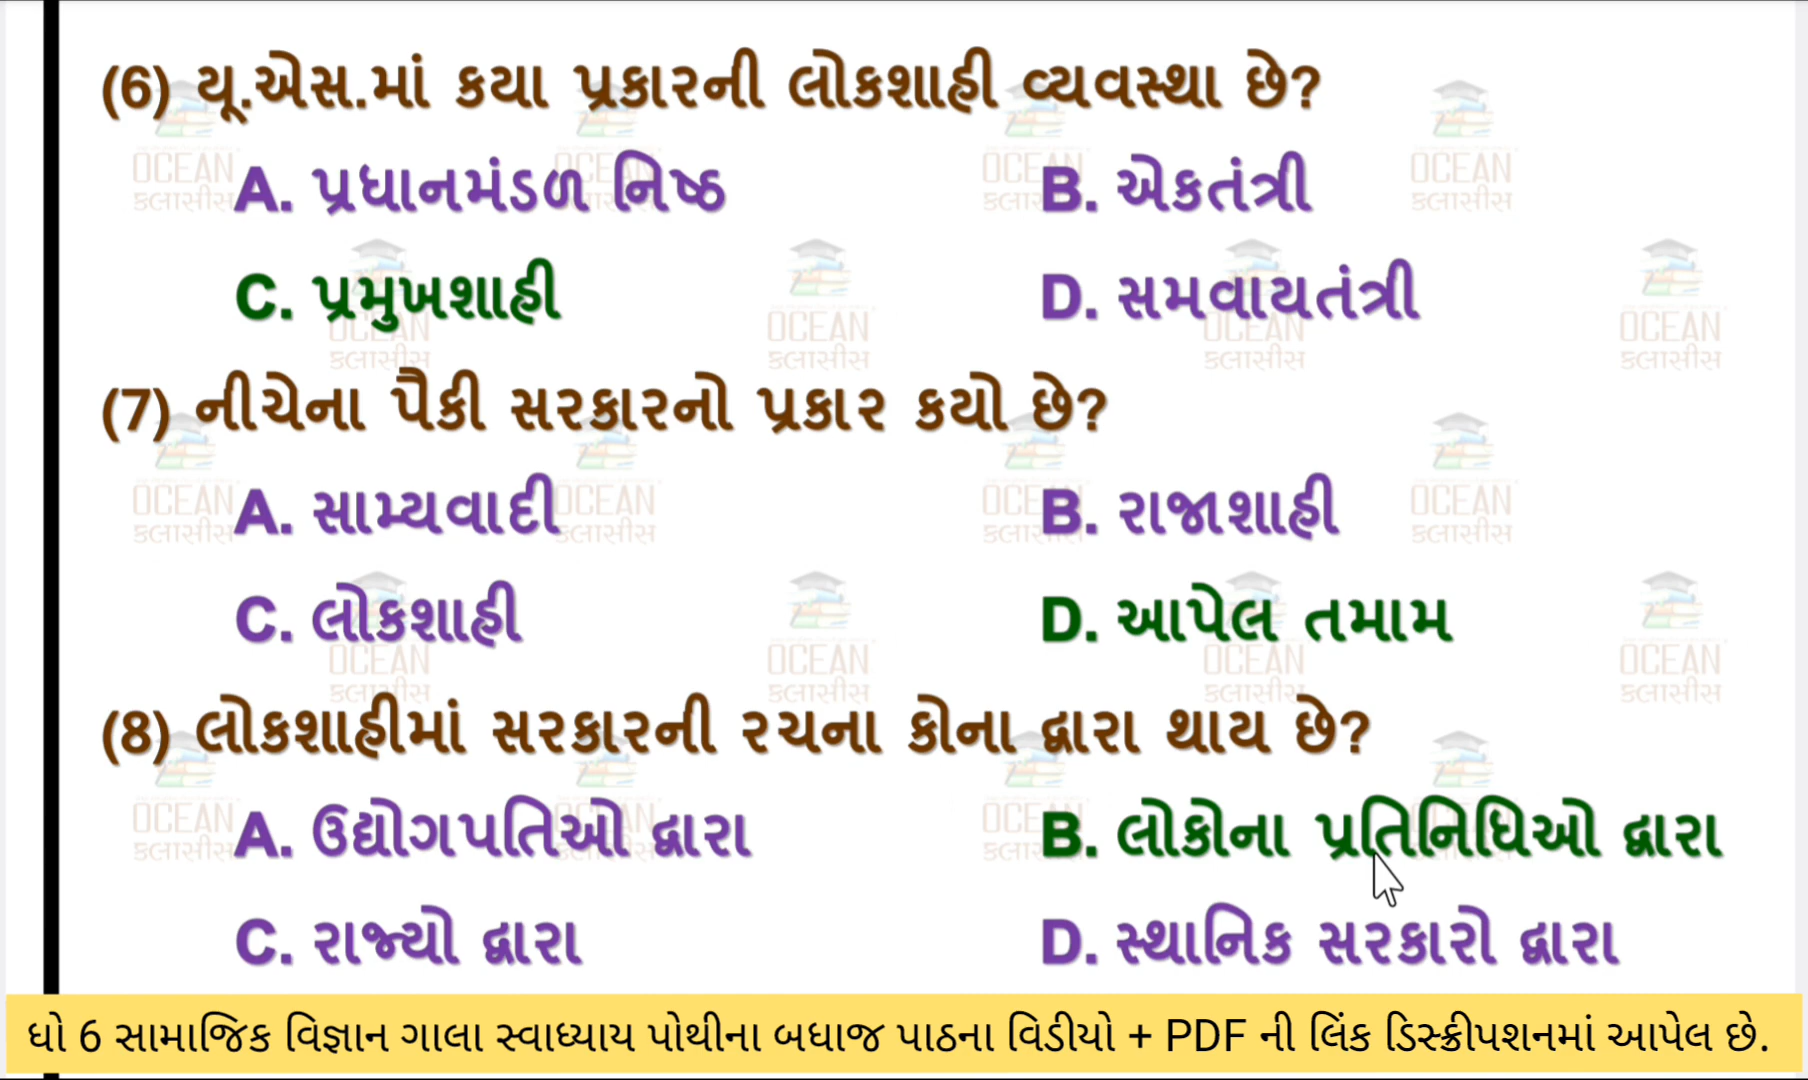 (6) યૂ.એસ.માં કયા પ્રકારની લોકશાહી વ્યવસ્થા છે?
A. પ્રધાનમંડળ નિષ્ઠ B. એકતંત્રી
C. પ્રમુખશાહી D. સમવાયતંત્રી
(7) નીચેના પૈકી સરકારનો પ્રકાર કયો છે?
A. સામ્યવાદી B. રાજાશાહી
C. લોકશાહી D. આપેલ તમામ
(8) લોકશાહીમાં સરકારની રચના કોના દ્વારા થાય છે?
A. ઉદ્યોગપતિઓ દ્વારા B. લોકોના પ્રતિનિધિઓ દ્વારા
C. રાજ્યો દ્વારા D. સ્થાનિક સરકારો દ્વારા
ધો 6 સામાજિક વિજ્ઞાન ગાલા સ્વાધ્યાય પોથીના બધાજ પાઠના વિડીયો + PDF ની લિંક ડિસ્ક્રીપશનમાં આપેલ છે.
OCEAN
ક્લાસીસ